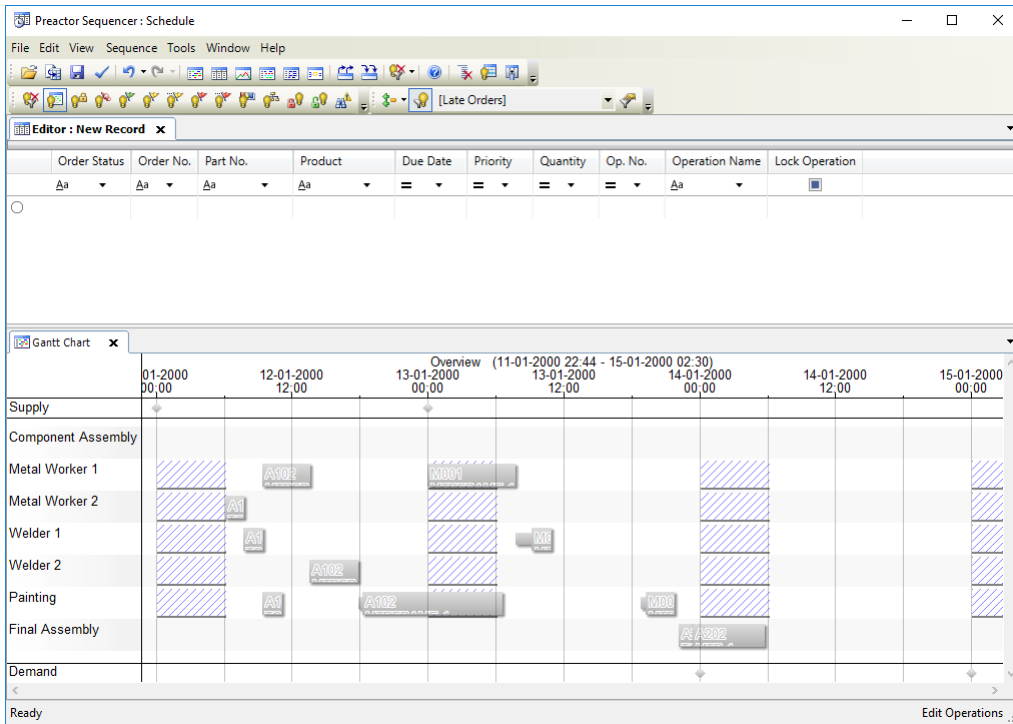 Preactor Sequencer : Schedule
File Edit View Sequence Tools Window Help
[Late Orders]
Editor : New Record
Order Status Order No. Part No. Product Due Date Priority Quantity Op. No. Operation Name Lock Operation
Aa Aa Aa Aa = = = = Aa
Gantt Chart
Overview (11-01-2000 22:44 - 15-01-2000 02:30)
01-2000 12-01-2000 13-01-2000 13-01-2000 14-01-2000 14-01-2000 15-01-2000
00:00 12:00 00:00 12:00 00:00 12:00 00:00
Supply
Component Assembly
Metal Worker 1 A102 M001
Metal Worker 2 A1
Welder 1 A1 M0
Welder 2 A102
Painting A1 A102 M00
Final Assembly A202
Demand
Ready Edit Operations